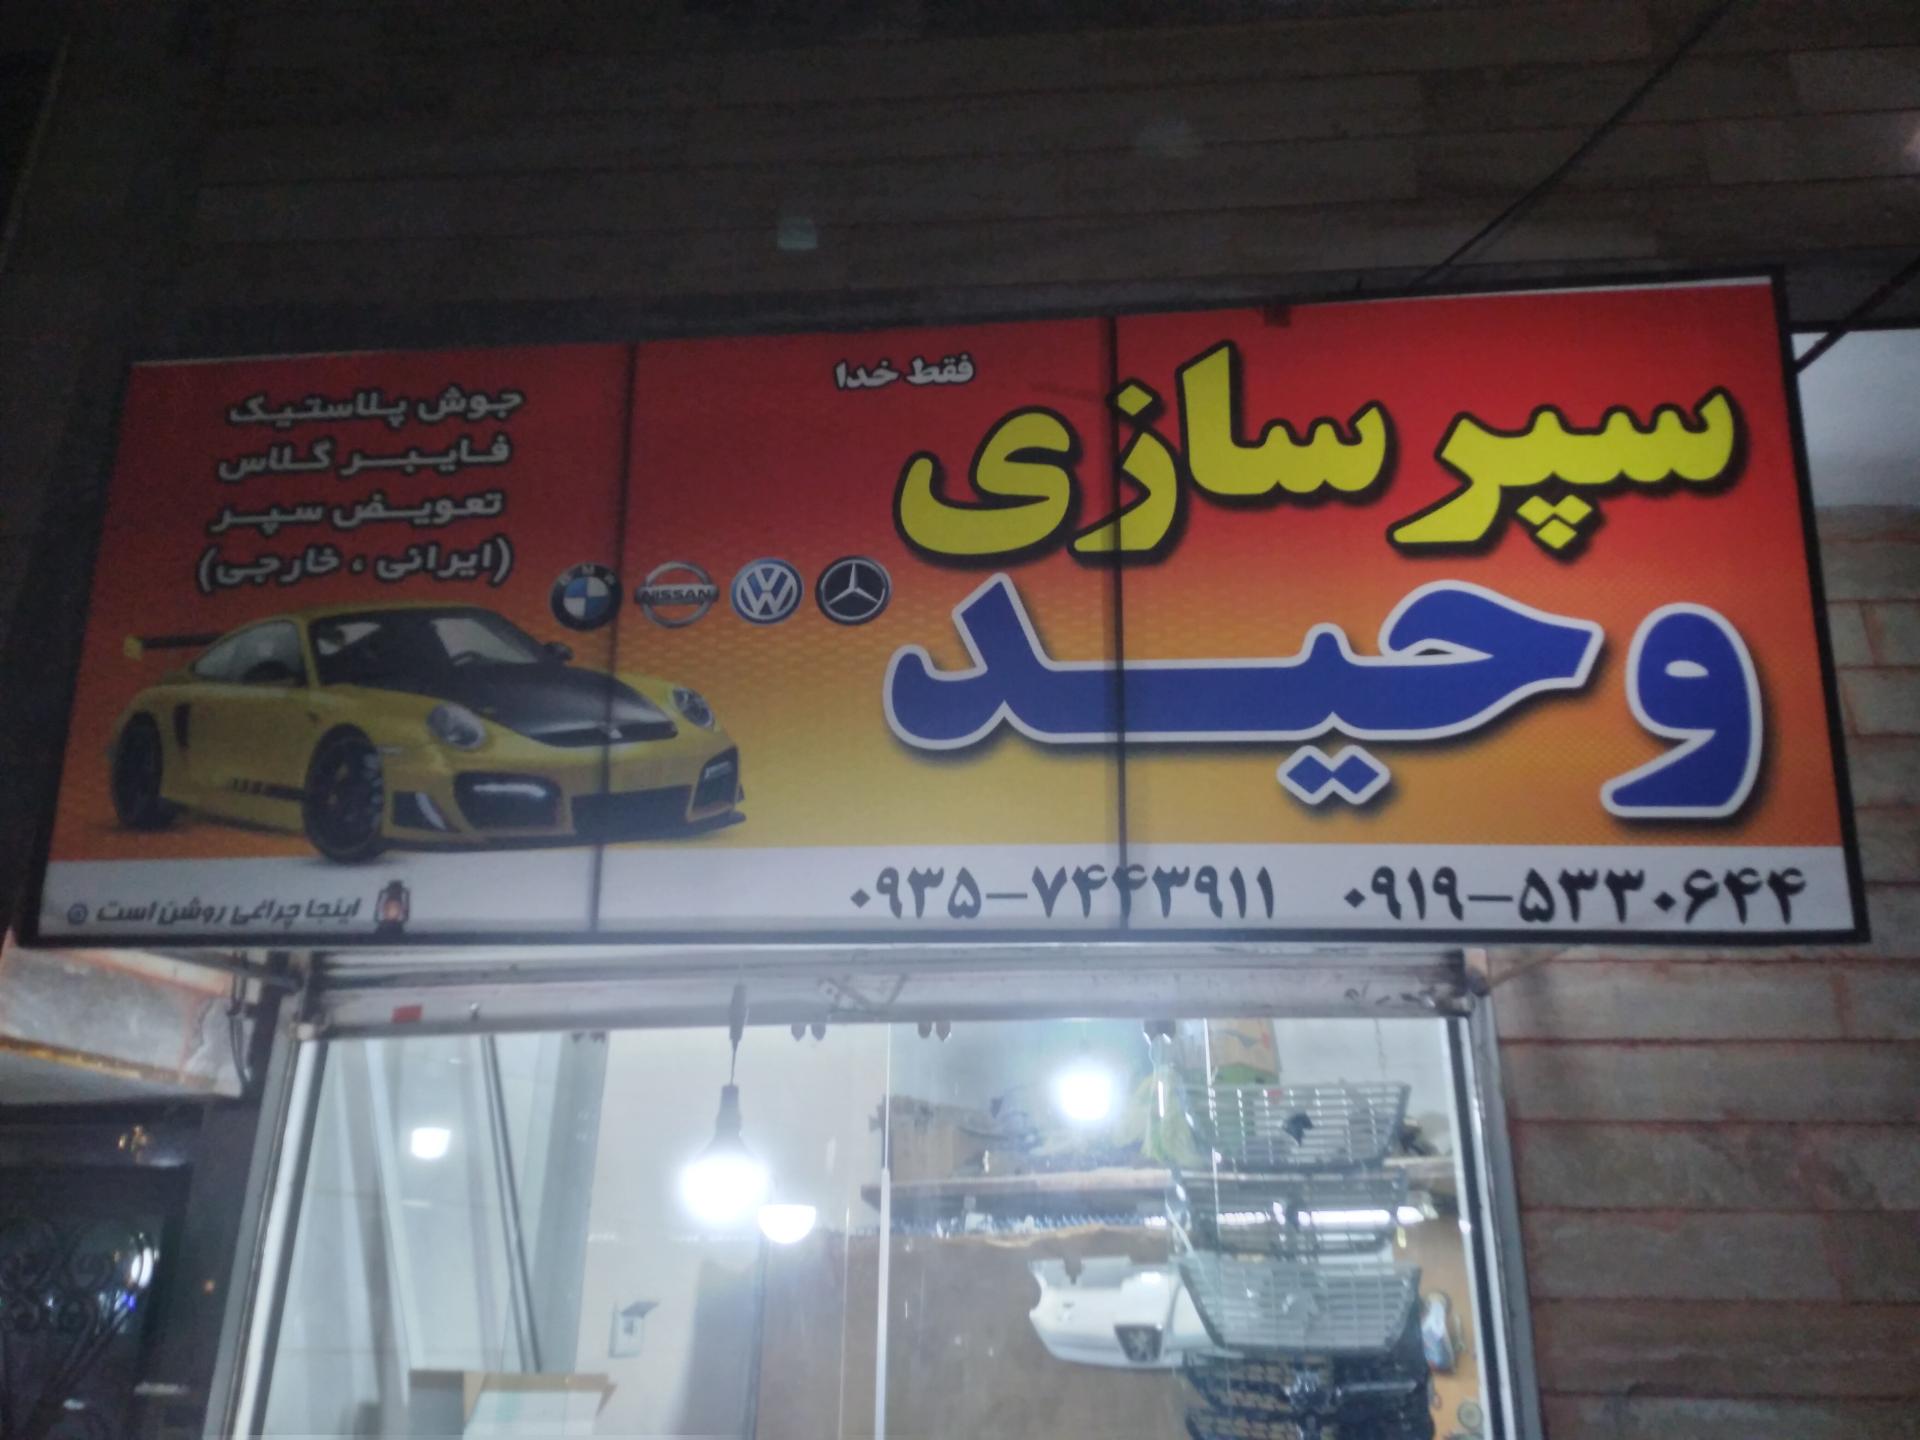 فقط خدا
سپر سازی
وحید
جوش پلاستیک
فایبر گلاس
تعویض سپر
(ایرانی ، خارجی)
BMW
NISSAN
۰۹۳۵-۷۴۴۳۹۱۱ ۰۹۱۹-۵۳۳۰۶۴۴
اینجا چراغی روشن است